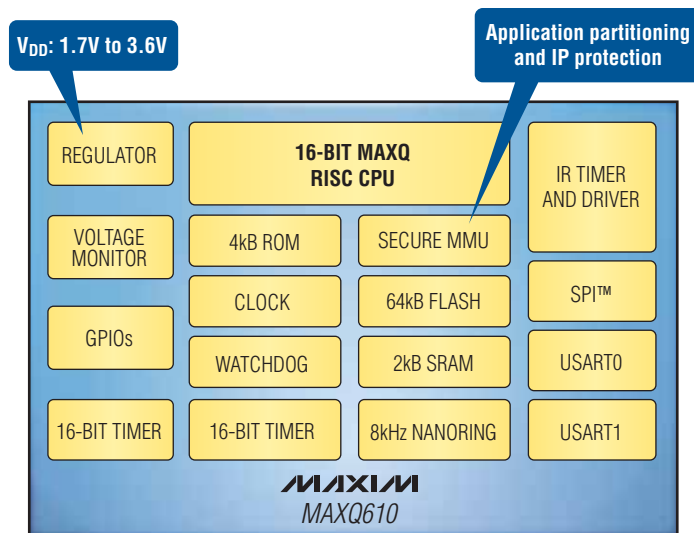 V_DD: 1.7V to 3.6V
Application partitioning
and IP protection
REGULATOR
16-BIT MAXQ
RISC CPU
IR TIMER
AND DRIVER
VOLTAGE
MONITOR
4kB ROM
SECURE MMU
GPIOs
CLOCK
64kB FLASH
SPI™
WATCHDOG
2kB SRAM
USART0
16-BIT TIMER
16-BIT TIMER
8kHz NANORING
USART1
MAXIM
MAXQ610